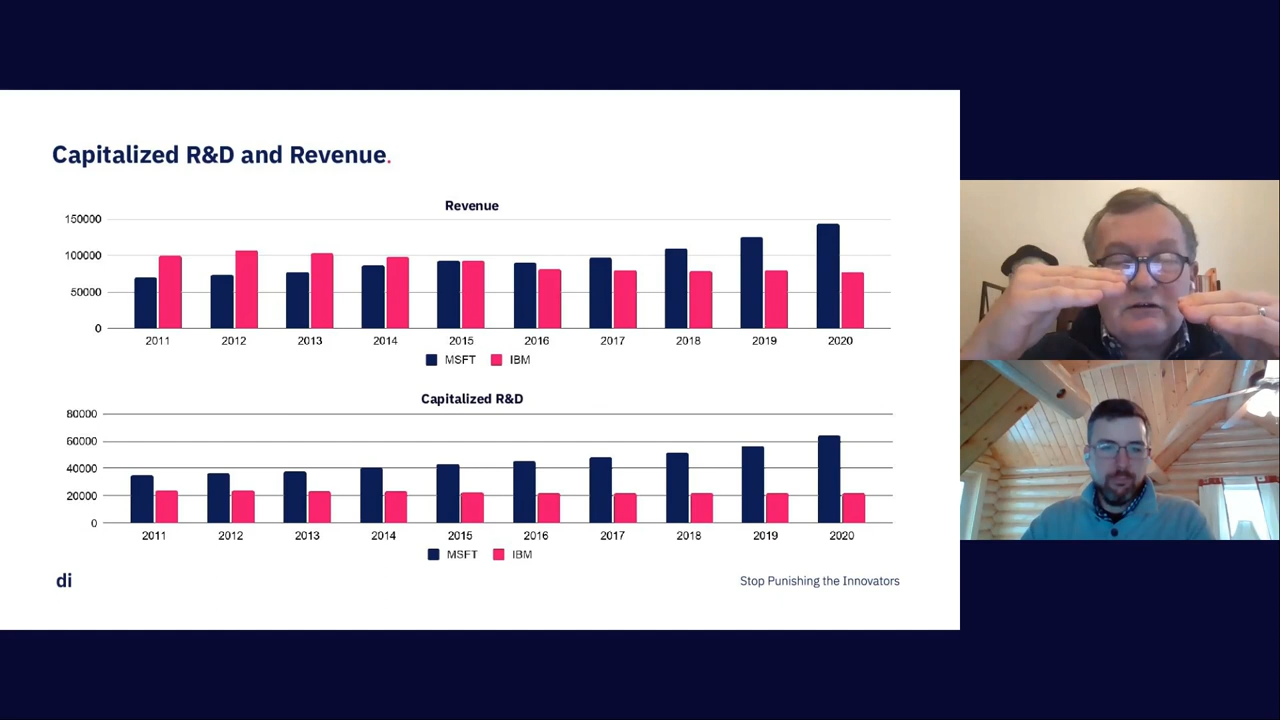 Capitalized R&D and Revenue.
Revenue
150000
100000
50000
0
2011 2012 2013 2014 2015 2016 2017 2018 2019 2020
MSFT IBM
Capitalized R&D
80000
60000
40000
20000
0
2011 2012 2013 2014 2015 2016 2017 2018 2019 2020
MSFT IBM
di
Stop Punishing the Innovators